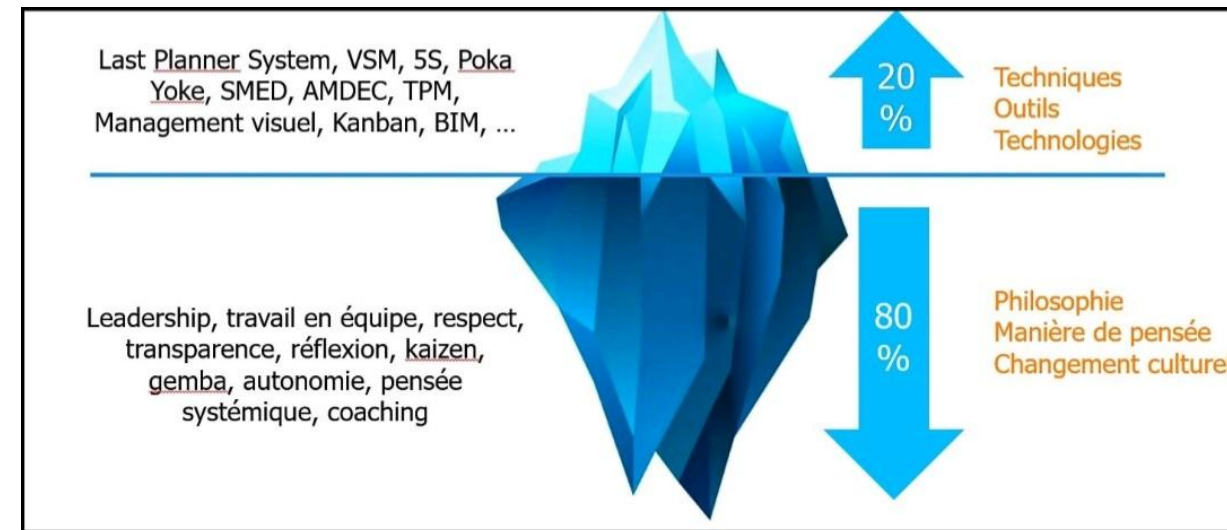 Last Planner System, VSM, 5S, Poka
Yoke, SMED, AMDEC, TPM,
Management visuel, Kanban, BIM, ...
20
%
Techniques
Outils
Technologies
Leadership, travail en équipe, respect,
transparence, réflexion, kaizen,
gemba, autonomie, pensée
systémique, coaching
80
%
Philosophie
Manière de pensée
Changement culture